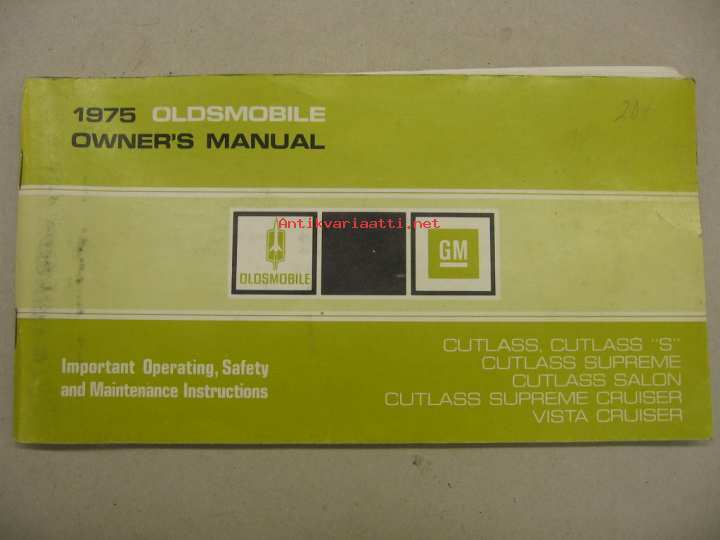 1975 OLDSMOBILE
OWNER'S MANUAL
Antikvariaatti.net
OLDSMOBILE
GM
Important Operating, Safety
and Maintenance Instructions
CUTLASS, CUTLASS "S"
CUTLASS SUPREME
CUTLASS SALON
CUTLASS SUPREME CRUISER
VISTA CRUISER